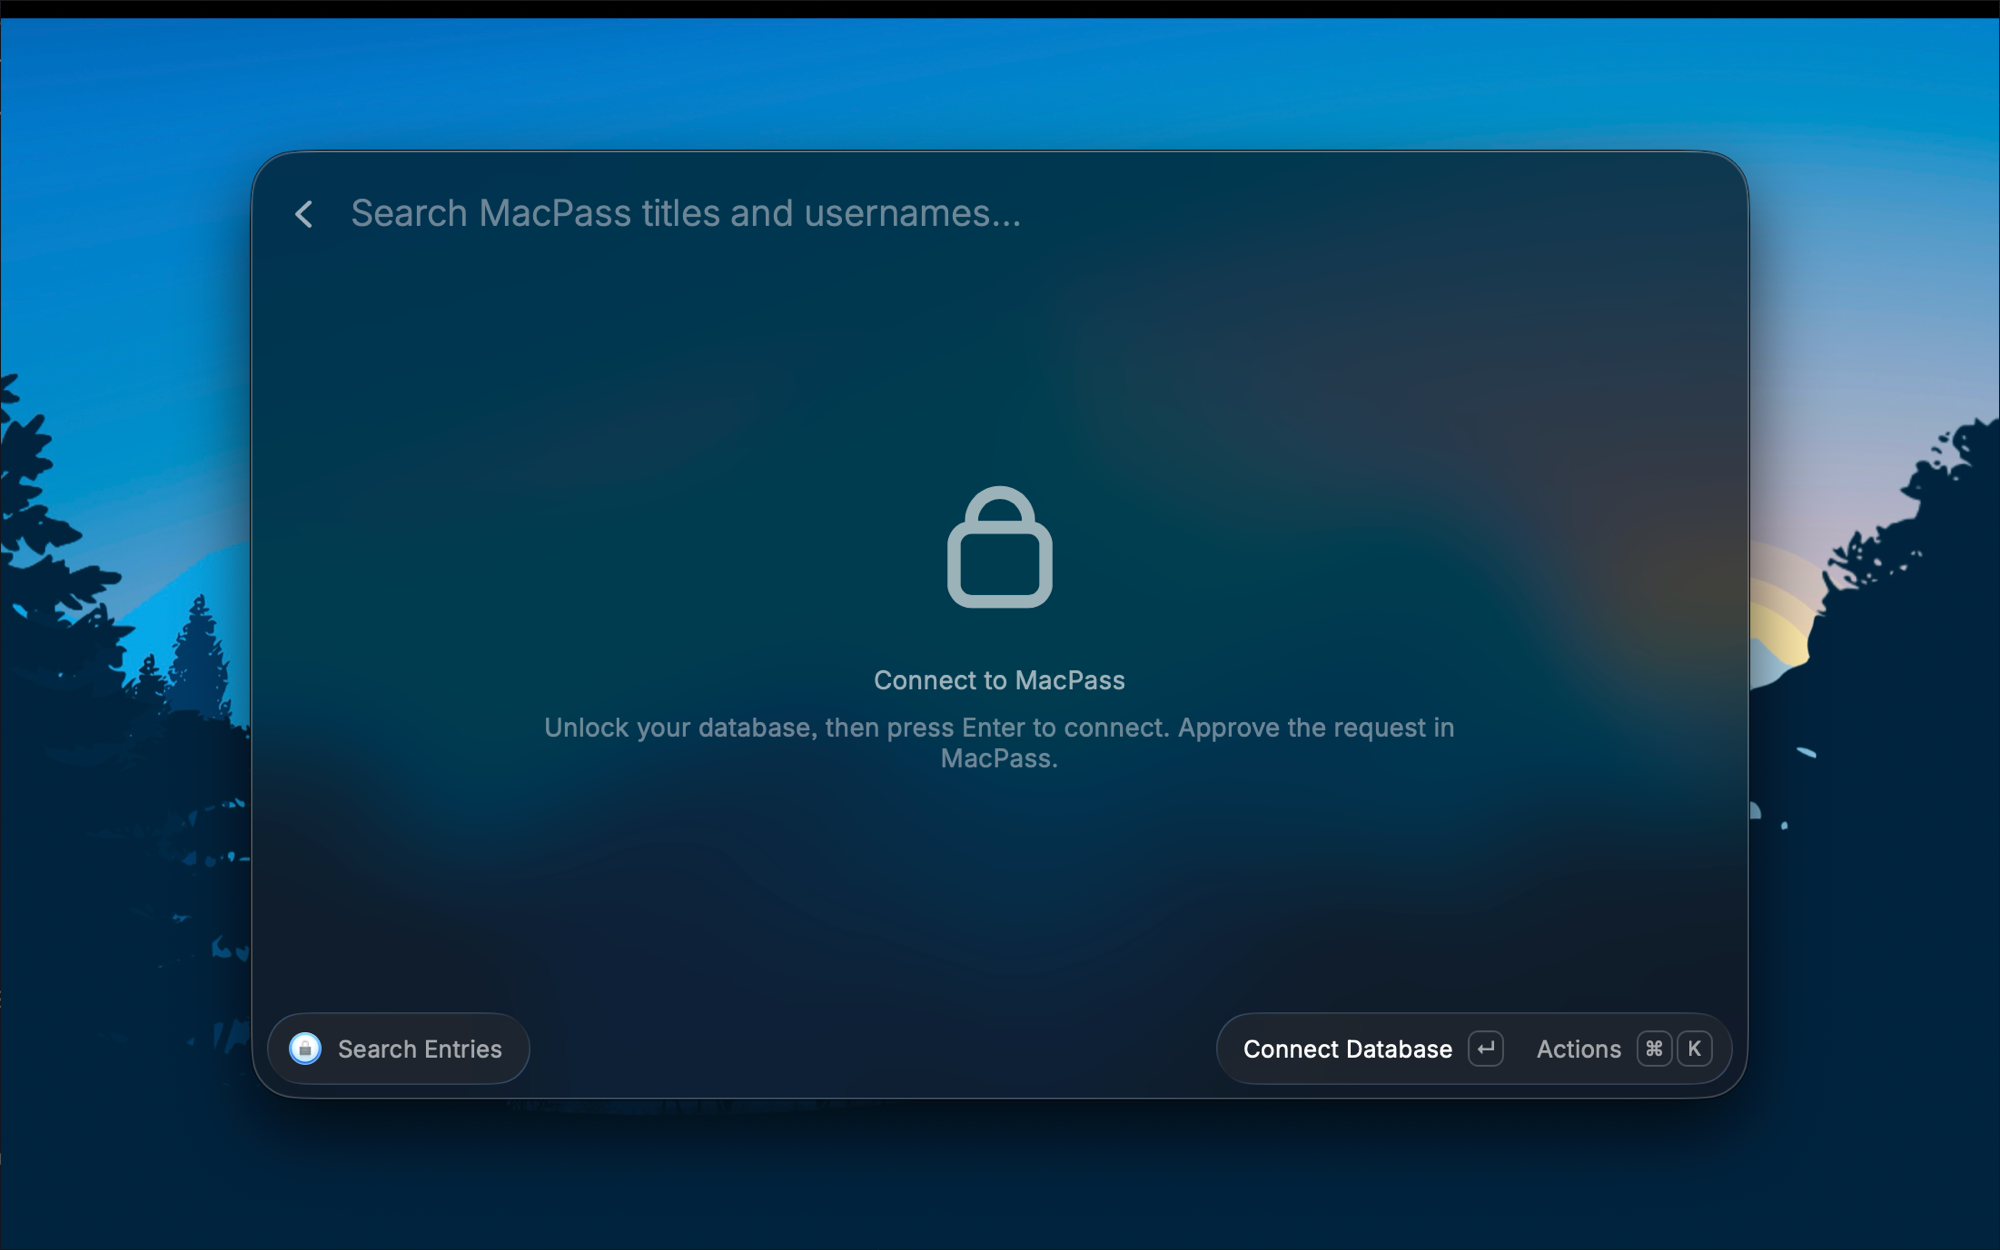 Search MacPass titles and usernames...
Connect to MacPass
Unlock your database, then press Enter to connect. Approve the request in
MacPass.
Search Entries
Connect Database ↵ Actions ⌘ K